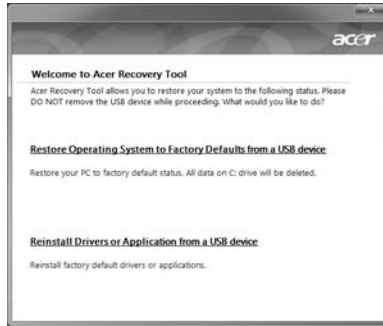 acer
Welcome to Acer Recovery Tool
Acer Recovery Tool allows you to restore your system to the following status. Please
DO NOT remove the USB device while proceeding. What would you like to do?
Restore Operating System to Factory Defaults from a USB device
Restore your PC to factory default status. All data on C: drive will be deleted.
Reinstall Drivers or Application from a USB device
Reinstall factory default drivers or applications.